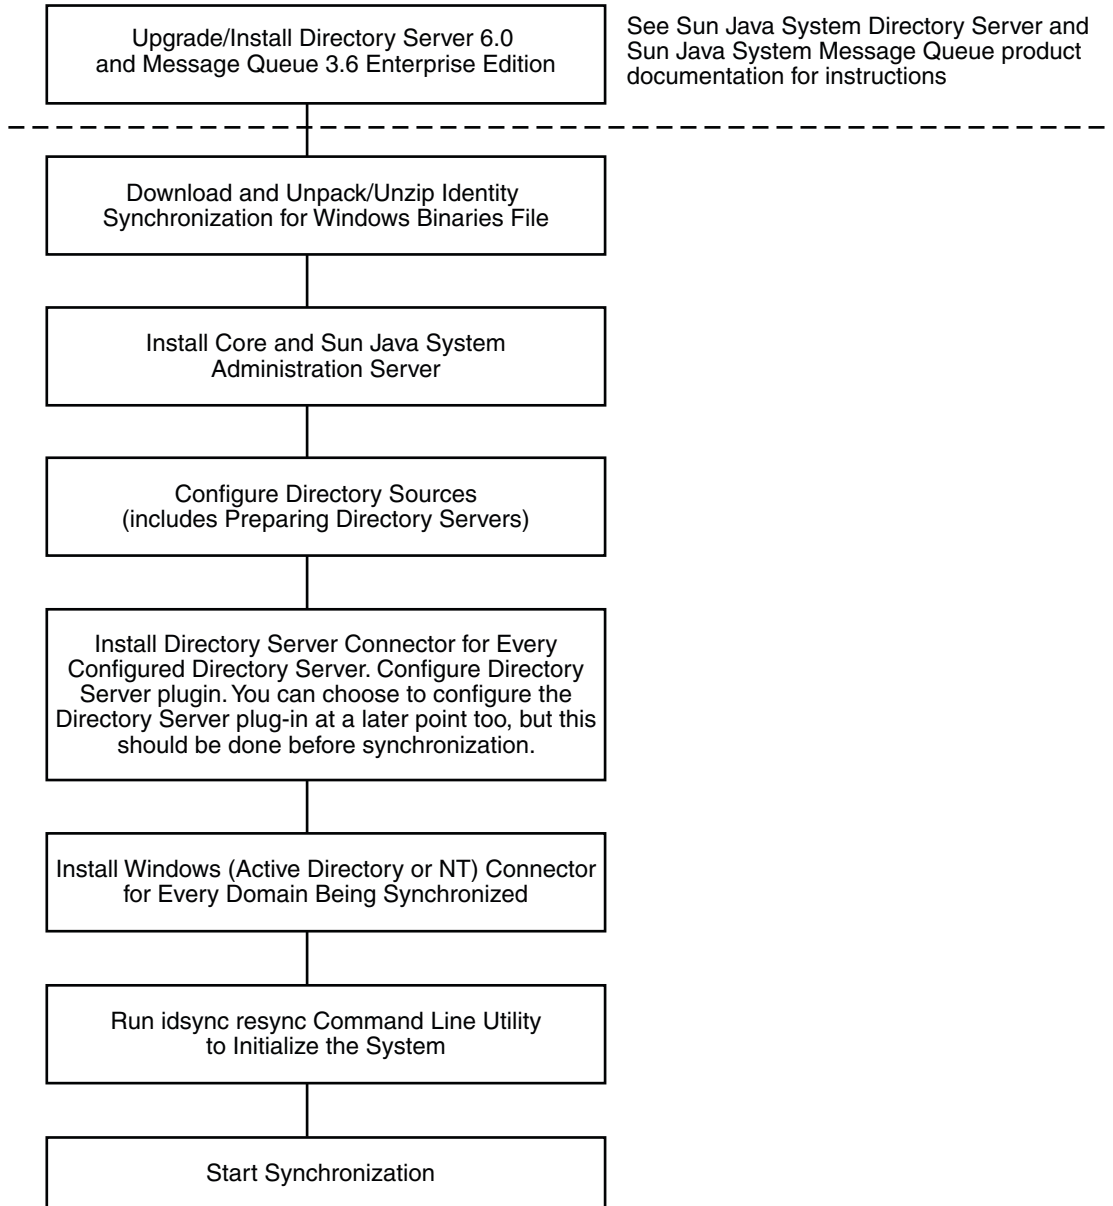 Upgrade/Install Directory Server 6.0
and Message Queue 3.6 Enterprise Edition
See Sun Java System Directory Server and
Sun Java System Message Queue product
documentation for instructions
Download and Unpack/Unzip Identity
Synchronization for Windows Binaries File
Install Core and Sun Java System
Administration Server
Configure Directory Sources
(includes Preparing Directory Servers)
Install Directory Server Connector for Every
Configured Directory Server. Configure Directory
Server plugin. You can choose to configure the
Directory Server plug-in at a later point too, but this
should be done before synchronization.
Install Windows (Active Directory or NT) Connector
for Every Domain Being Synchronized
Run idsync resync Command Line Utility
to Initialize the System
Start Synchronization